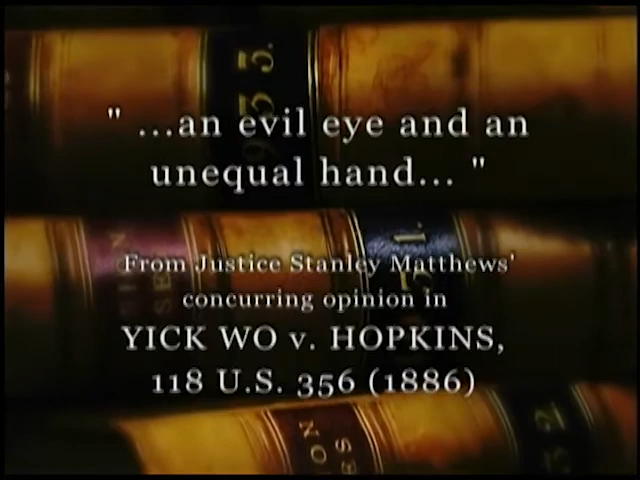 " ...an evil eye and an
unequal hand... "
From Justice Stanley Matthews'
concurring opinion in
YICK WO v. HOPKINS,
118 U.S. 356 (1886)